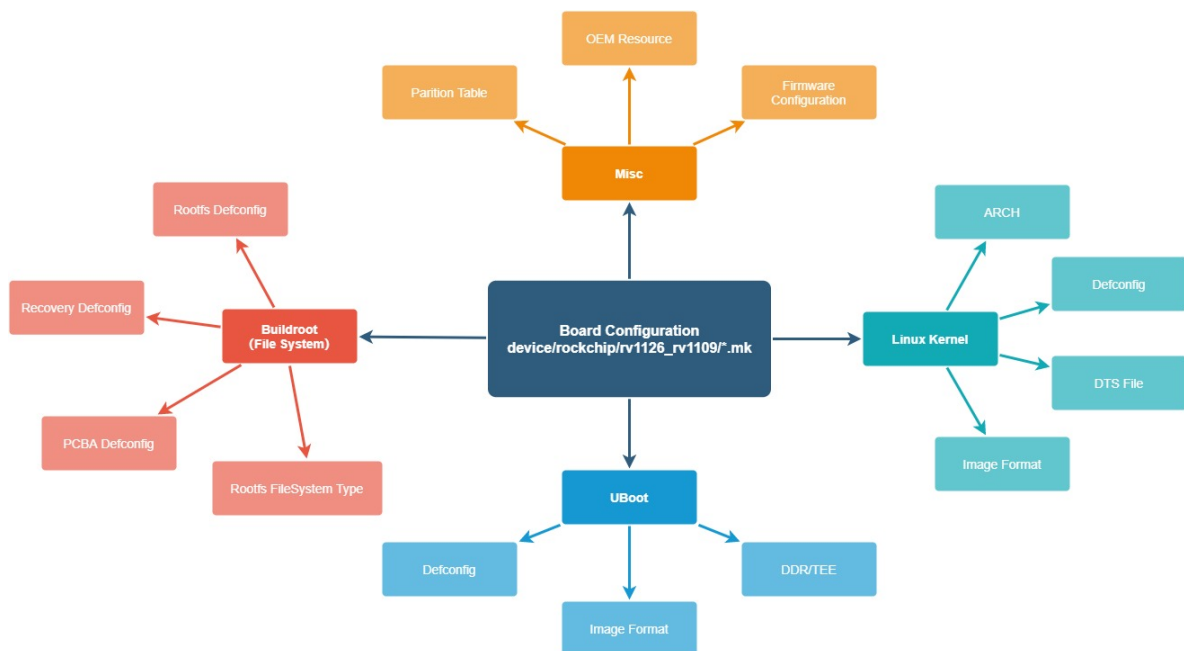 OEM Resource
Parition Table
Firmware
Configuration
Misc
Rootfs Defconfig
ARCH
Recovery Defconfig
Defconfig
Buildroot
(File System)
Board Configuration
device/rockchip/rv1126_rv1109/*.mk
Linux Kernel
DTS File
PCBA Defconfig
Image Format
Rootfs FileSystem Type
UBoot
Defconfig
DDR/TEE
Image Format